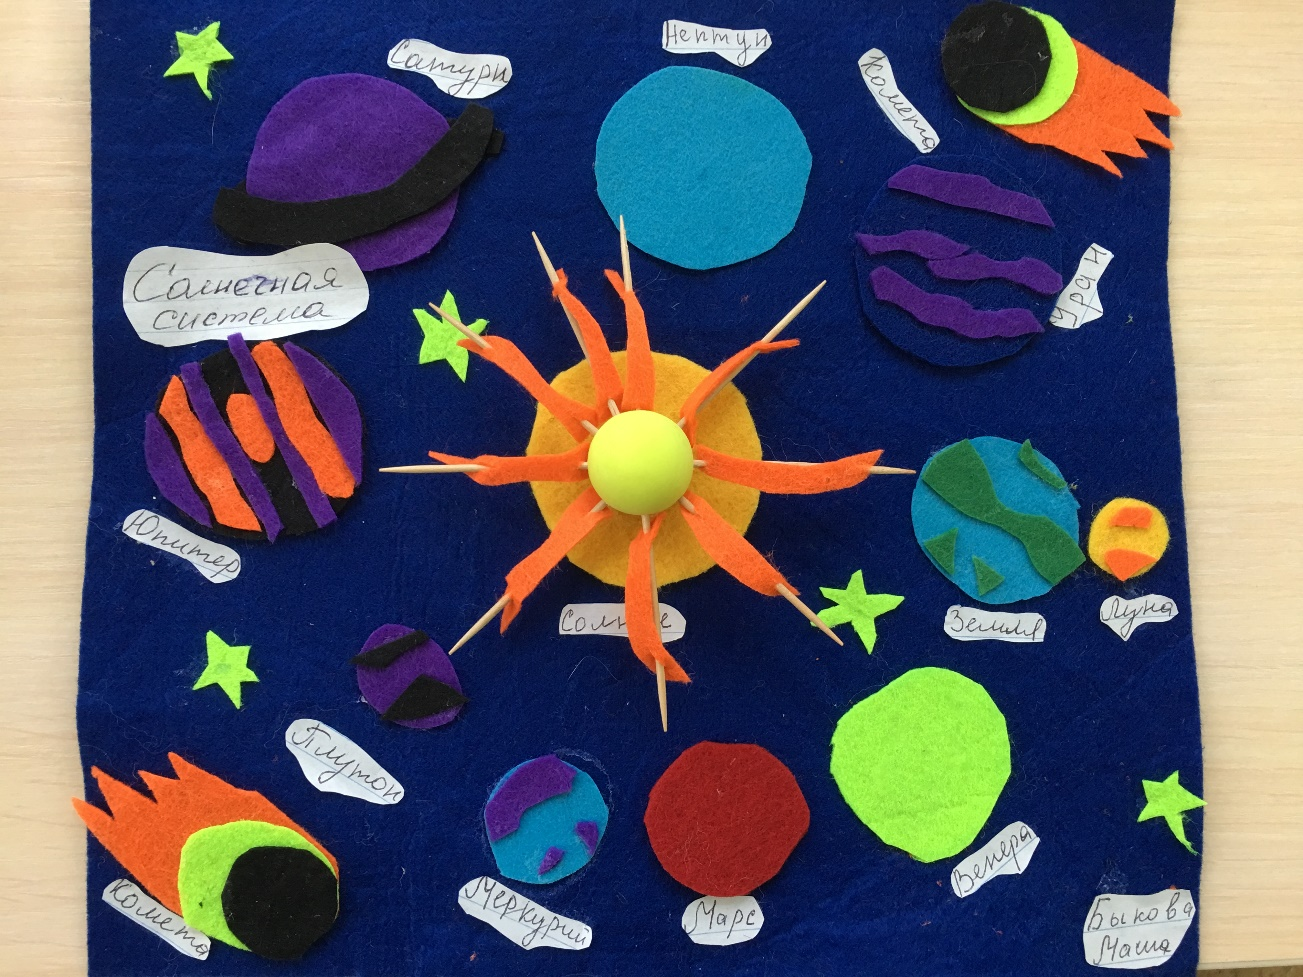 Сатурн
Нептун
Комета
Солнечная
система
Уран
Юпитер
Солнце
Земля
Луна
Плутон
Венера
Комета
Меркурий
Марс
Быкова
Маша